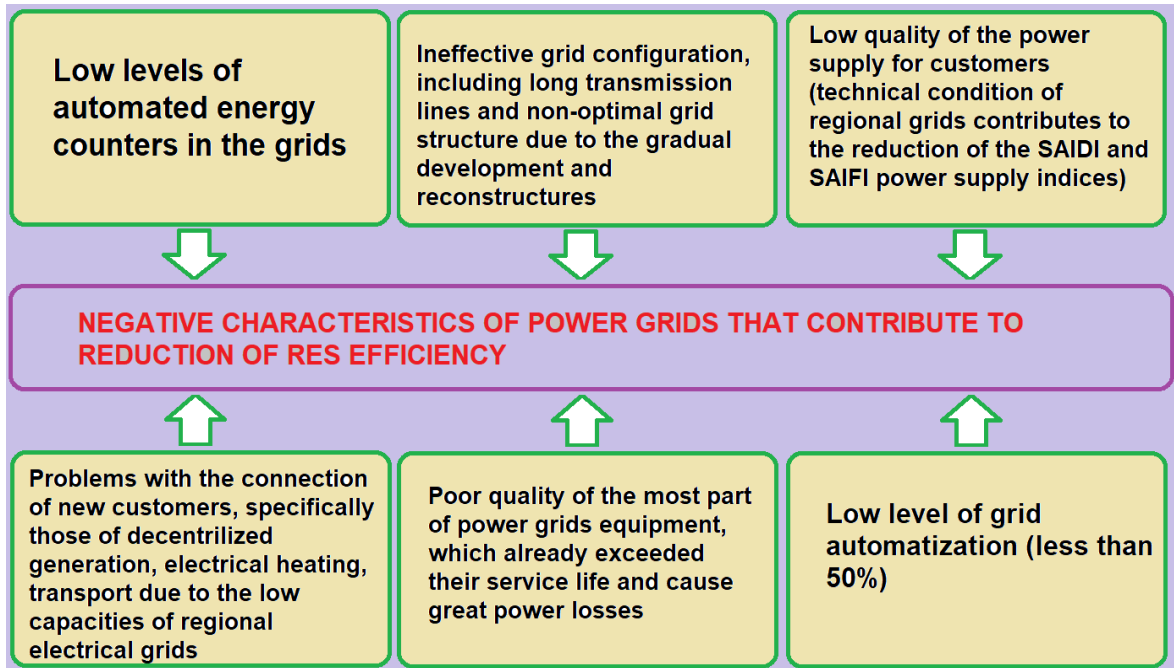 Low levels of
automated energy
counters in the grids
Ineffective grid configuration,
including long transmission
lines and non-optimal grid
structure due to the gradual
development and
reconstructures
Low quality of the power
supply for customers
(technical condition of
regional grids contributes to
the reduction of the SAIDI and
SAIFI power supply indices)
NEGATIVE CHARACTERISTICS OF POWER GRIDS THAT CONTRIBUTE TO
REDUCTION OF RES EFFICIENCY
Problems with the connection
of new customers, specifically
those of decentrilized
generation, electrical heating,
transport due to the low
capacities of regional
electrical grids
Poor quality of the most part
of power grids equipment,
which already exceeded
their service life and cause
great power losses
Low level of grid
automatization (less than
50%)